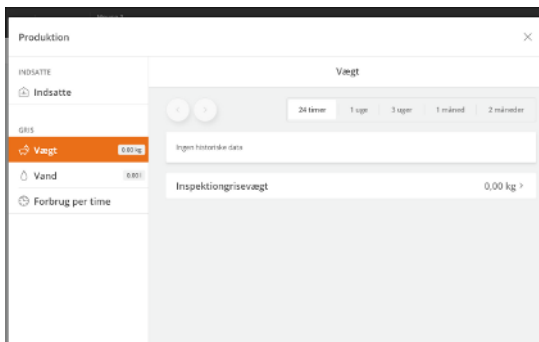 Produktion
INDSATTE
Indsatte
GRIS
Vægt 0.00 kg
Vand 0.00 l
Forbrug per time
Vægt
24 timer 1 uge 3 uger 1 måned 2 måneder
Ingen historiske data
Inspektiongrisevægt 0,00 kg